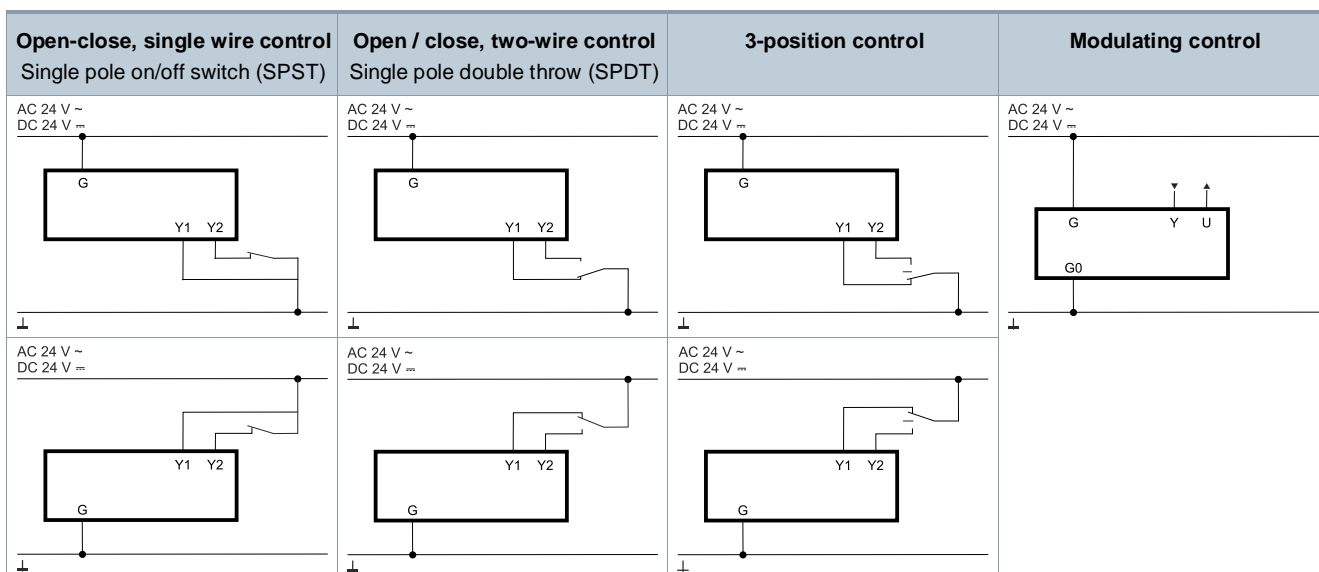 Open-close, single wire control
Single pole on/off switch (SPST)
Open / close, two-wire control
Single pole double throw (SPDT)
3-position control
Modulating control
AC 24 V ~
DC 24 V ⎓
G
Y1 Y2
AC 24 V ~
DC 24 V ⎓
G
Y1 Y2
AC 24 V ~
DC 24 V ⎓
G
Y1 Y2
AC 24 V ~
DC 24 V ⎓
G Y U
G0
AC 24 V ~
DC 24 V ⎓
Y1 Y2
G
AC 24 V ~
DC 24 V ⎓
Y1 Y2
G
AC 24 V ~
DC 24 V ⎓
Y1 Y2
G